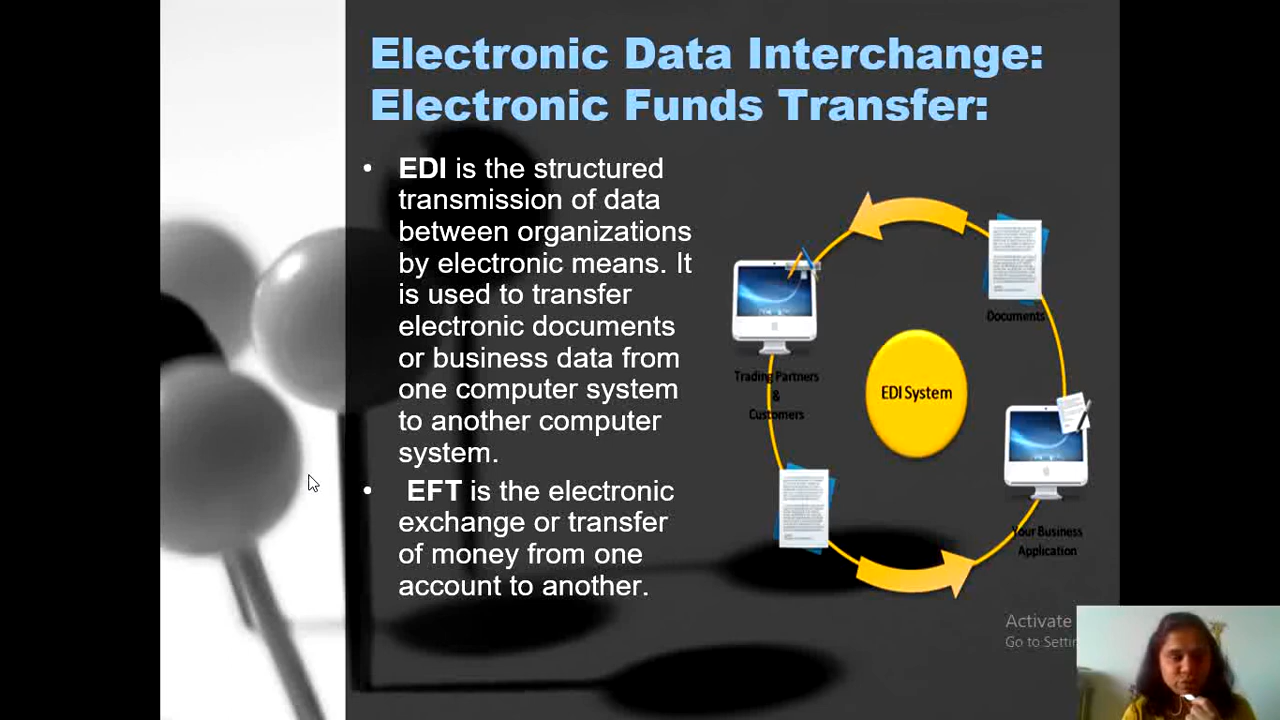 Electronic Data Interchange:
Electronic Funds Transfer:
• EDI is the structured
transmission of data
between organizations
by electronic means. It
is used to transfer
electronic documents
or business data from
one computer system
to another computer
system.
• EFT is the electronic
exchange or transfer
of money from one
account to another.
Documents
Trading Partners
&
Customers
EDI System
Your Business
Application
Activate
Go to Settin